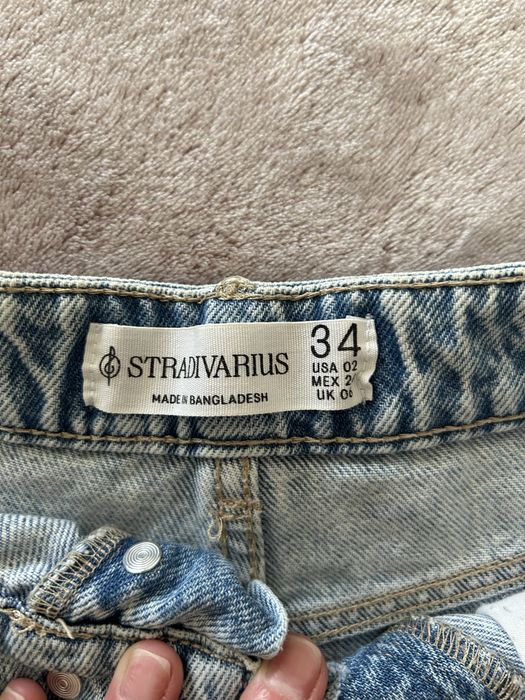 STRADIVARIUS
MADE IN BANGLADESH
34
USA 02
MEX
UK